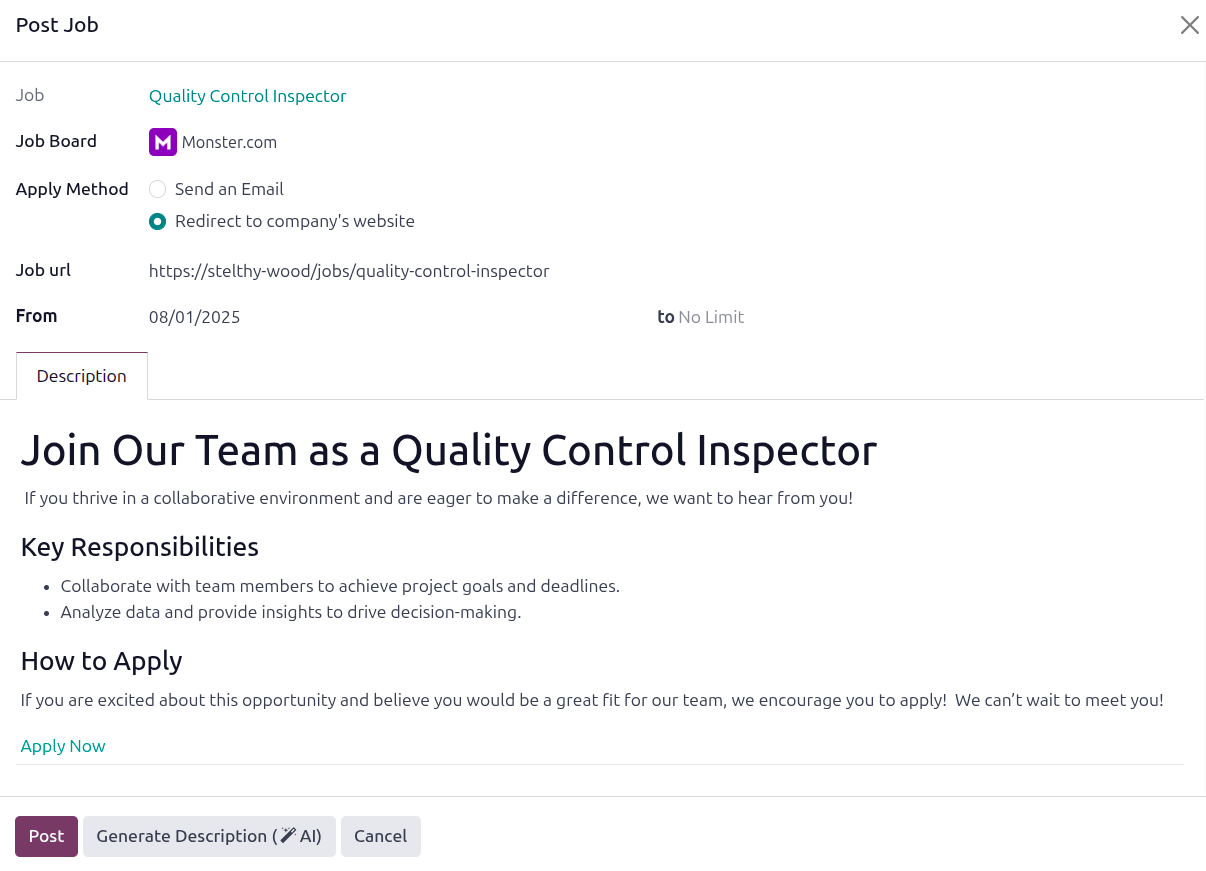 Post Job
Job Quality Control Inspector
Job Board M Monster.com
Apply Method Send an Email
Redirect to company's website
Job url https://stelthy-wood/jobs/quality-control-inspector
From 08/01/2025 to No Limit
Description
Join Our Team as a Quality Control Inspector
If you thrive in a collaborative environment and are eager to make a difference, we want to hear from you!
Key Responsibilities
• Collaborate with team members to achieve project goals and deadlines.
• Analyze data and provide insights to drive decision-making.
How to Apply
If you are excited about this opportunity and believe you would be a great fit for our team, we encourage you to apply!  We can’t wait to meet you!
Apply Now
Post Generate Description ( AI) Cancel